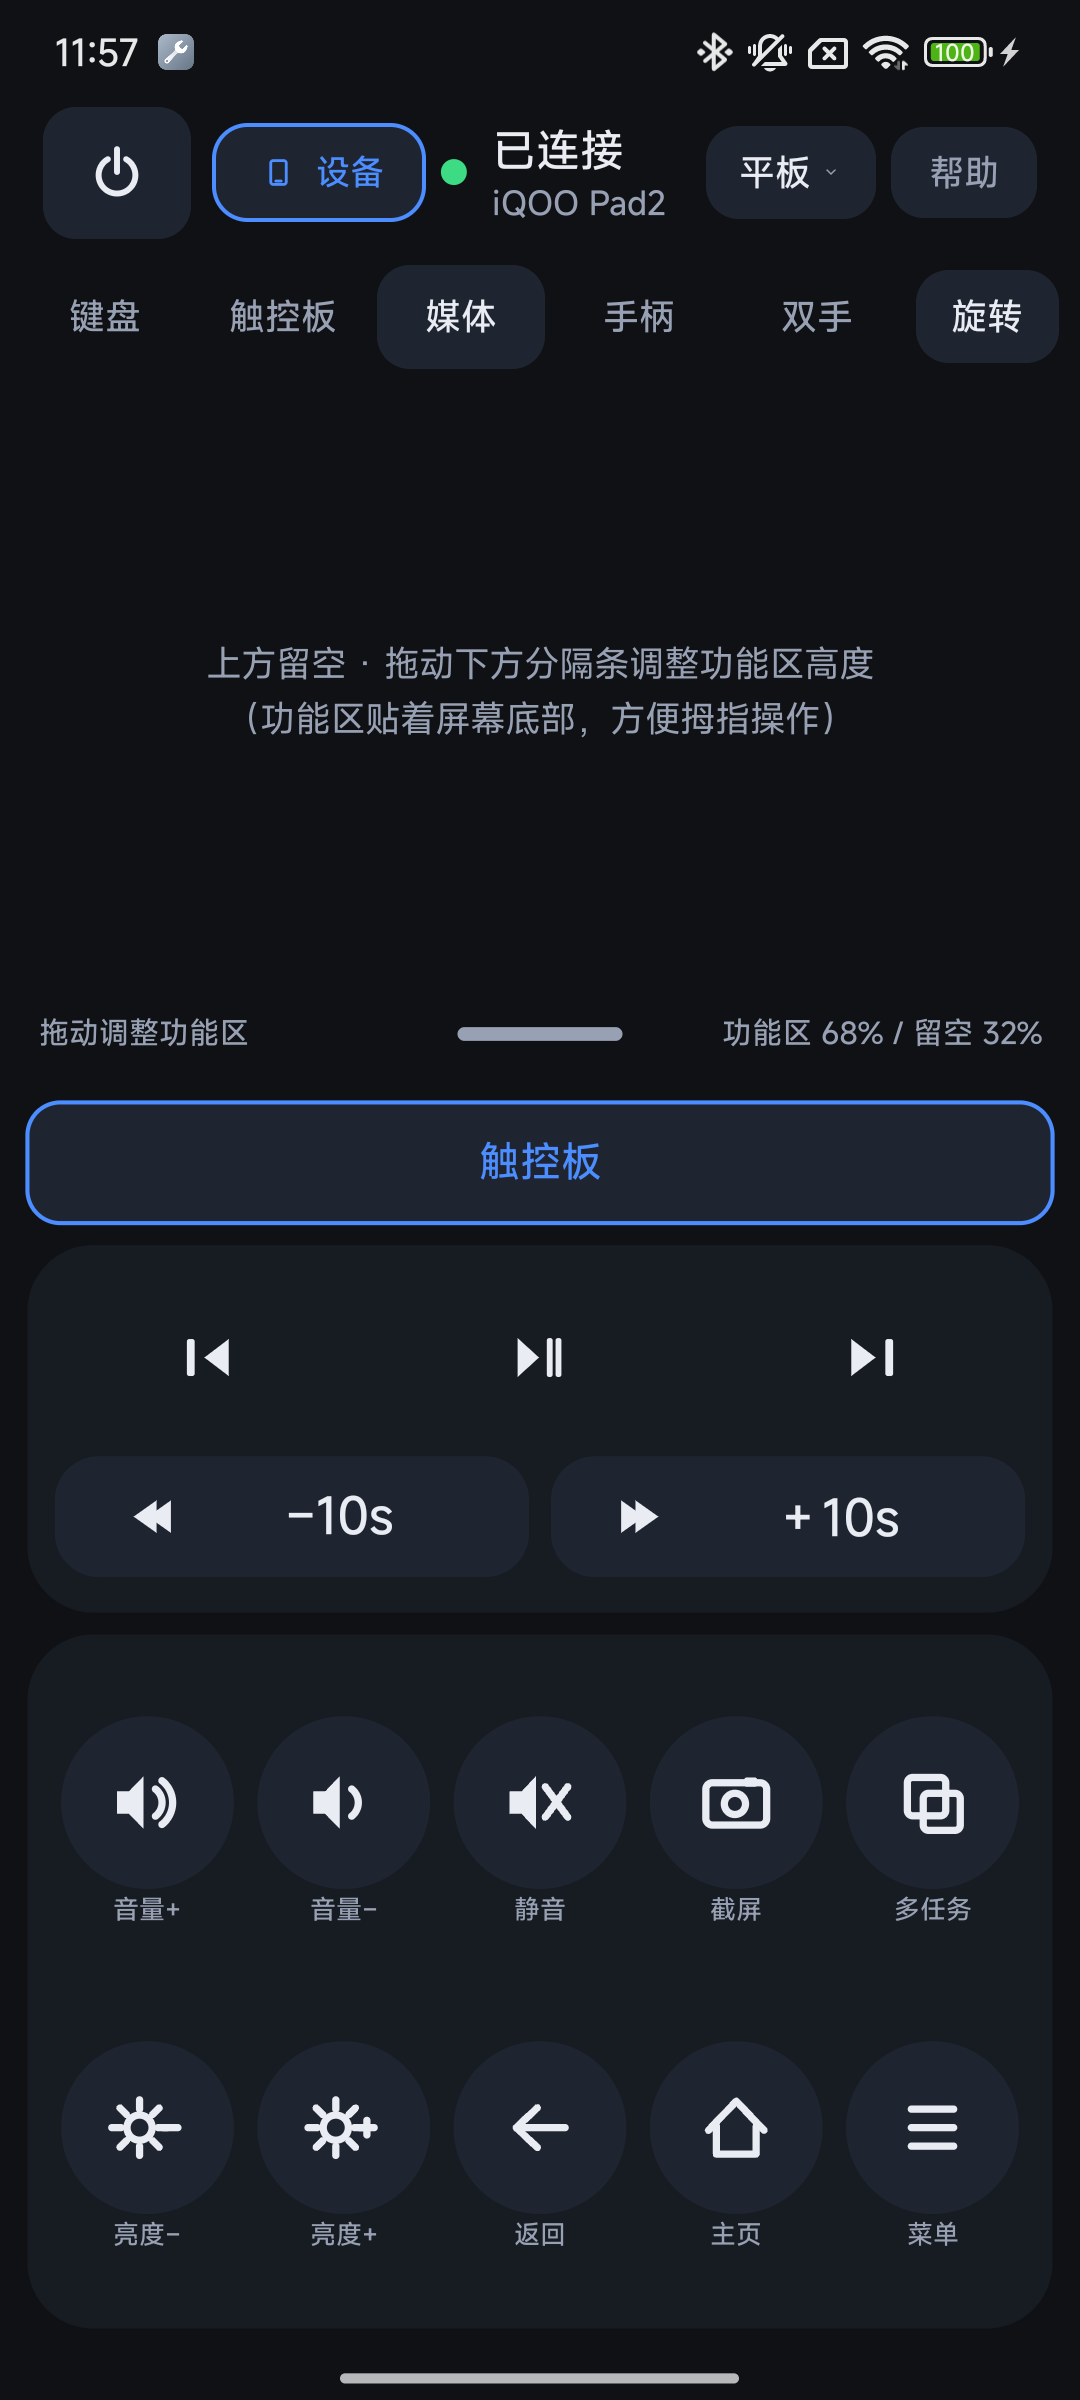 11:57
100
设备
已连接
iQOO Pad2
平板
帮助
键盘
触控板
媒体
手柄
双手
旋转
上方留空 · 拖动下方分隔条调整功能区高度
（功能区贴着屏幕底部，方便拇指操作）
拖动调整功能区
功能区 68% / 留空 32%
触控板
−10s
+10s
音量+
音量−
静音
截屏
多任务
亮度−
亮度+
返回
主页
菜单